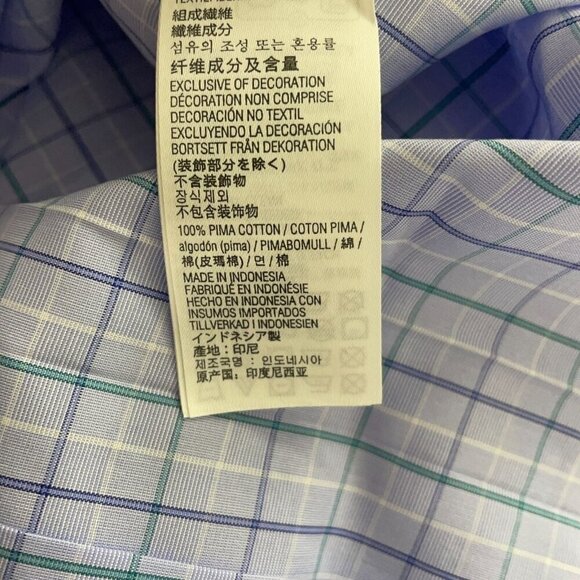 組成繊維
纖維成分
섬유의 조성 또는 혼용률
纤维成分及含量
EXCLUSIVE OF DECORATION
DÉCORATION NON COMPRISE
DECORACIÓN NO TEXTIL
EXCLUYENDO LA DECORACIÓN
BORTSETT FRÅN DEKORATION
(装飾部分を除く)
不含裝飾物
장식제외
不包含装饰物
100% PIMA COTTON / COTON PIMA /
algodón (pima) / PIMABOMULL / 綿 /
棉(皮瑪棉) / 면 / 棉
MADE IN INDONESIA
FABRIQUÉ EN INDONÉSIE
HECHO EN INDONESIA CON
INSUMOS IMPORTADOS
TILLVERKAD I INDONESIEN
インドネシア製
產地：印尼
제조국명 : 인도네시아
原产国：印度尼西亚